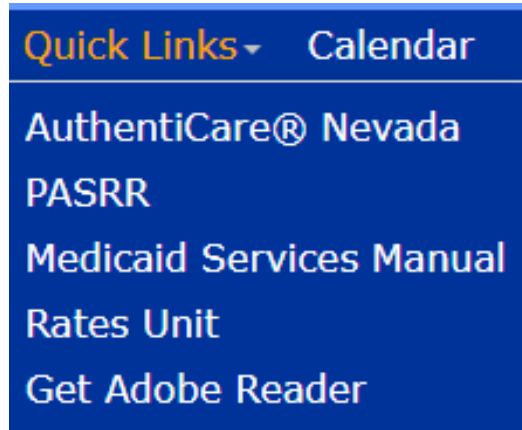 Quick Links Calendar
AuthentiCare® Nevada
PASRR
Medicaid Services Manual
Rates Unit
Get Adobe Reader